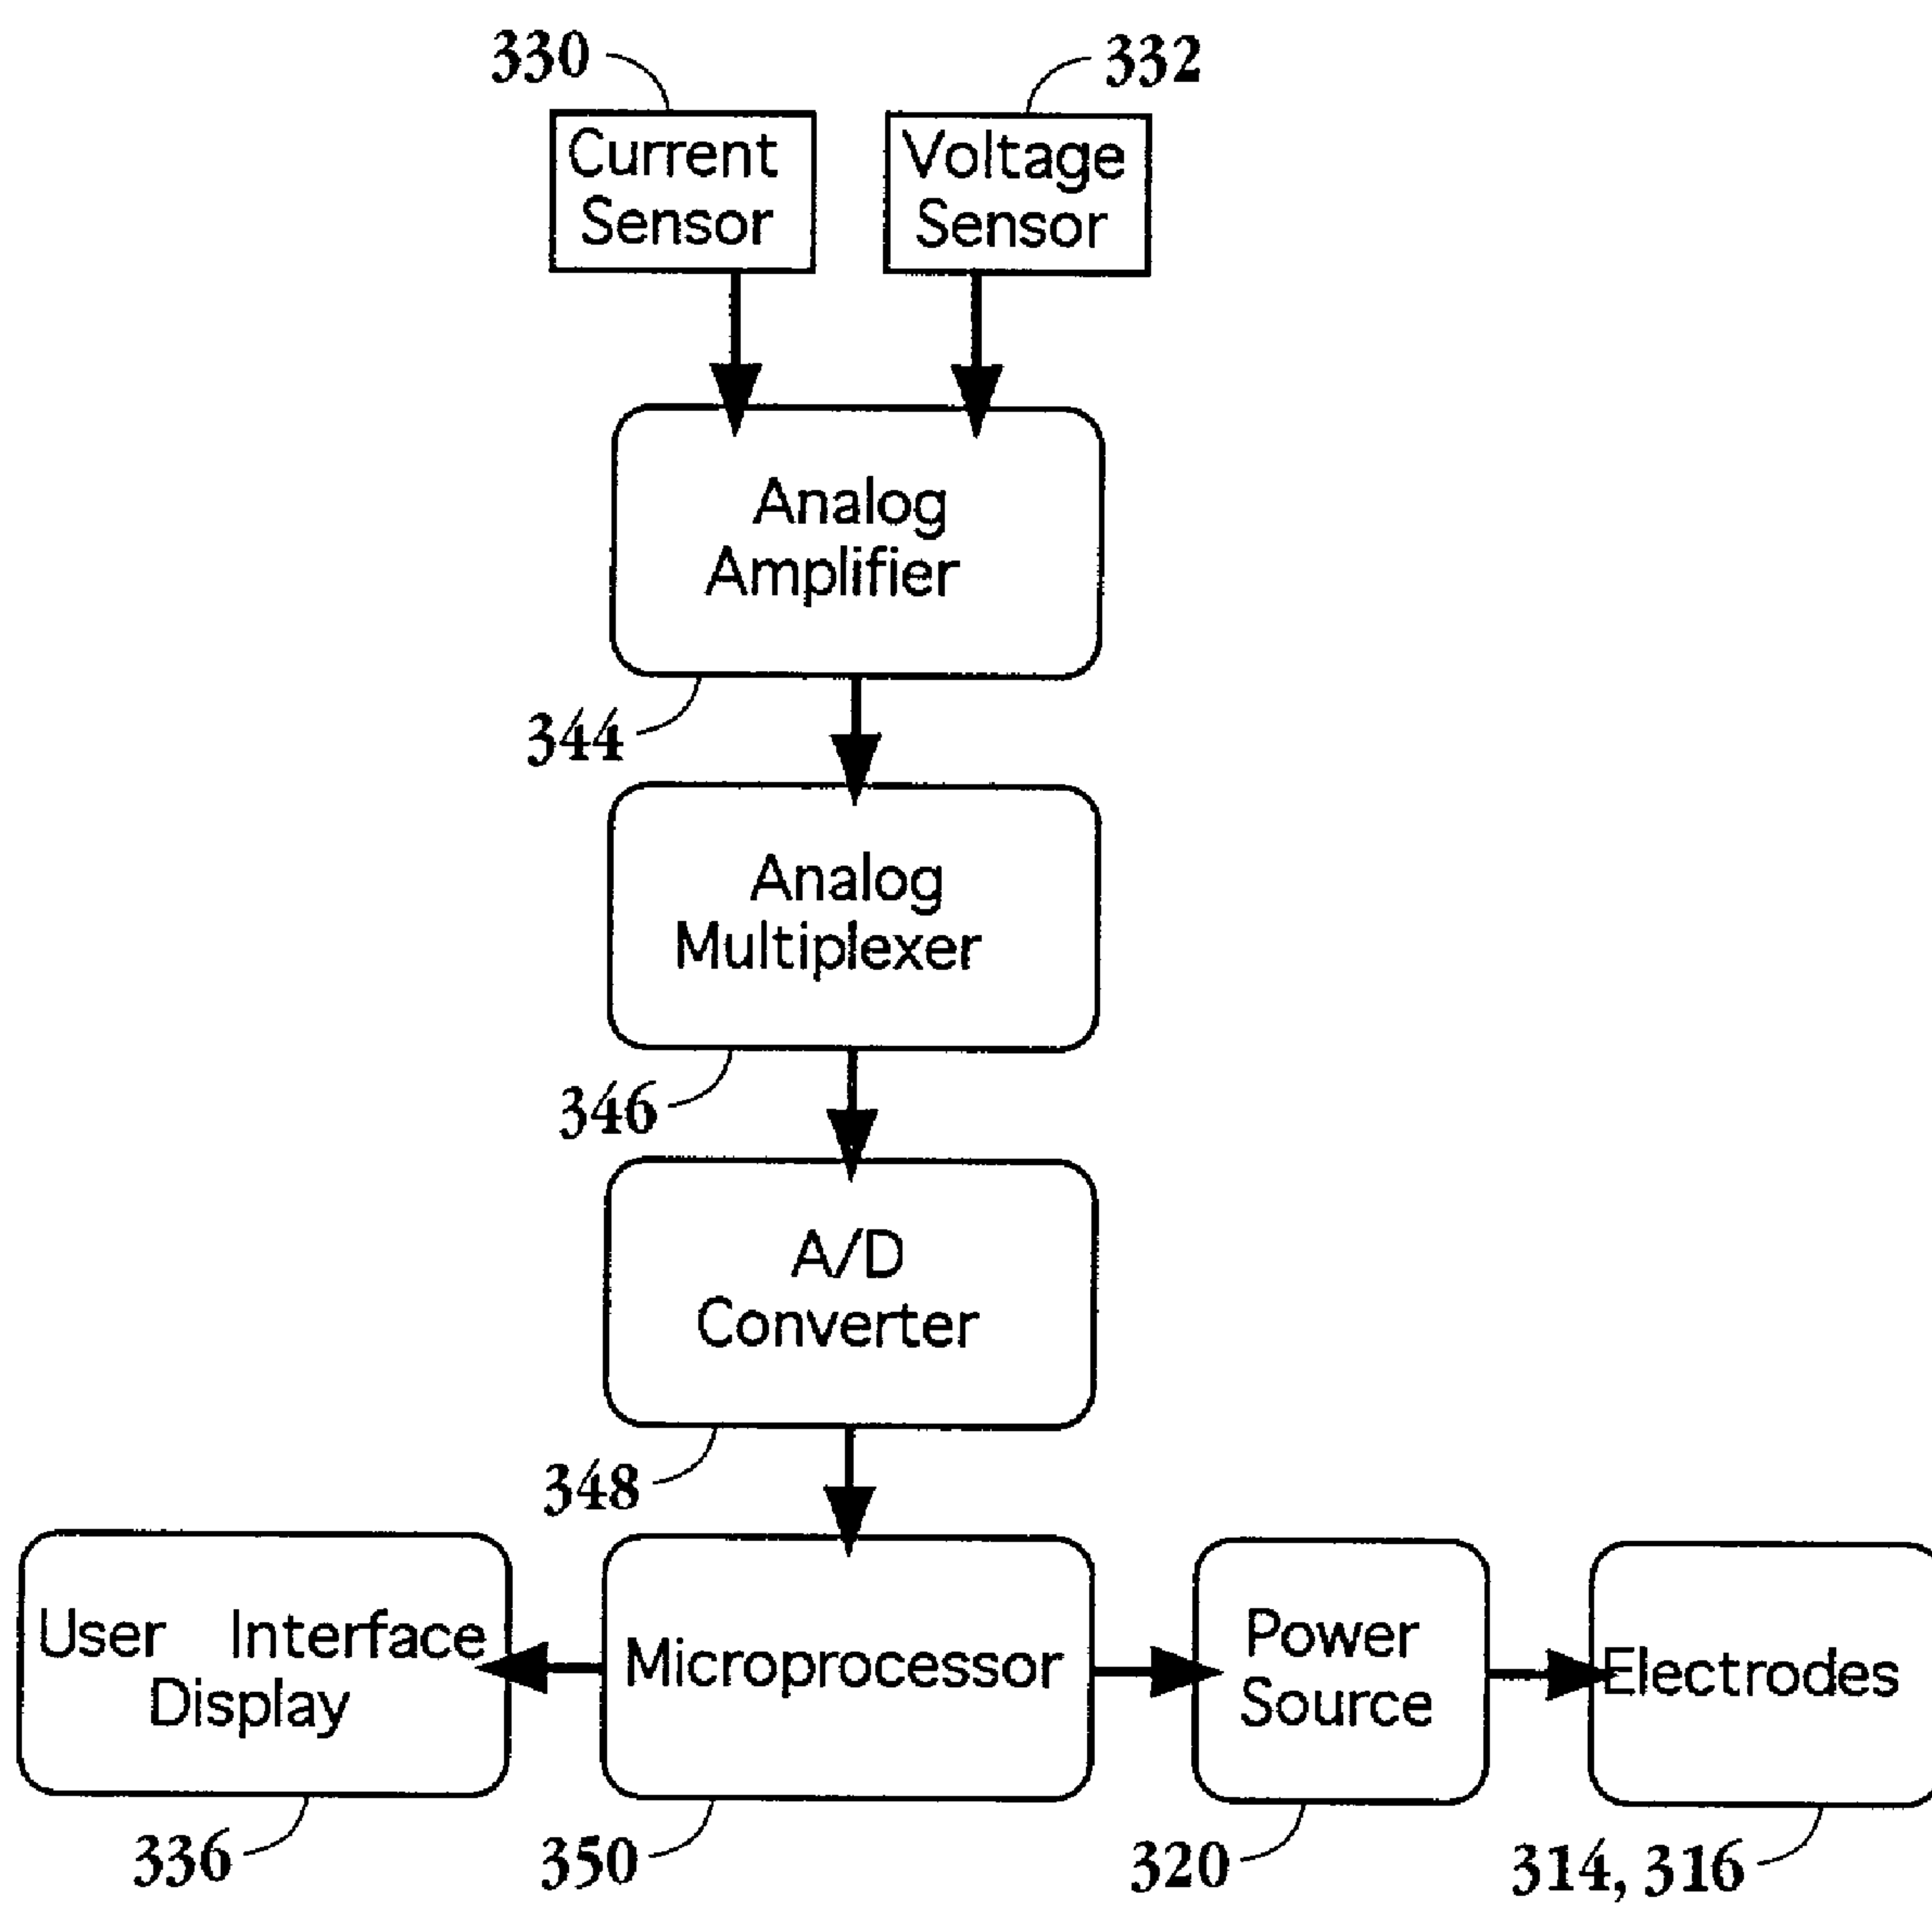 330
332
Current
Sensor
Voltage
Sensor
Analog
Amplifier
344
Analog
Multiplexer
346
A/D
Converter
348
User Interface
Display
Microprocessor
Power
Source
Electrodes
336
350
320
314, 316